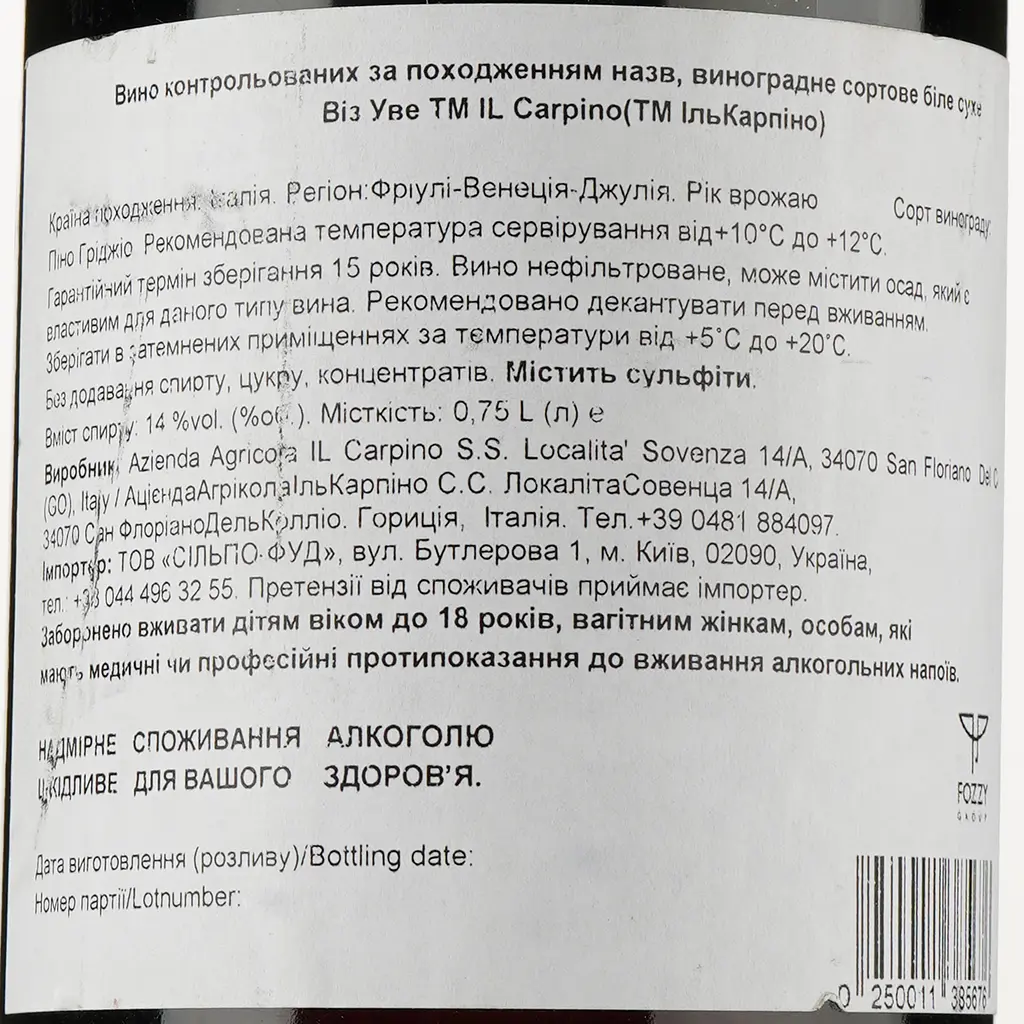 Вино контрольованих за походженням назв, виноградне сортове біле сухе
Віз Уве ТМ IL Carpino(ТМ ІльКарпіно)
Країна походження: Італія. Регіон:Фріулі-Венеція-Джулія. Рік врожаю Сорт винограду:
Піно Гріджіо Рекомендована температура сервірування від+10°С до +12°С.
Гарантійний термін зберігання 15 років. Вино нефільтроване, може містити осад, який є
властивим для даного типу вина. Рекомендовано декантувати перед вживанням.
Зберігати в затемнених приміщеннях за температури від +5°С до +20°С.
Без додавання спирту, цукру, концентратів. Містить сульфіти.
Вміст спирту: 14 %vol. (%об.). Місткість: 0,75 L (л) e
Виробник: Azienda Agricola IL Carpino S.S. Localita' Sovenza 14/A, 34070 San Floriano Del C
(GO), Italy / АцієндаАгріколаІльКарпіно С.С. ЛокалітаСовенца 14/А,
34070 Сан ФлоріаноДельКолліо. Гориція, Італія. Тел.+39 0481 884097.
Імпортер: ТОВ «СІЛЬПО-ФУД», вул. Бутлерова 1, м. Київ, 02090, Україна,
тел.: +38 044 496 32 55. Претензії від споживачів приймає імпортер.
Заборонено вживати дітям віком до 18 років, вагітним жінкам, особам, які
мають медичні чи професійні протипоказання до вживання алкогольних напоїв.
НАДМІРНЕ СПОЖИВАННЯ АЛКОГОЛЮ
ШКІДЛИВЕ ДЛЯ ВАШОГО ЗДОРОВ'Я.
FOZZY
GROUP
Дата виготовлення (розливу)/Bottling date:
Номер партії/Lotnumber:
0 250011 385676